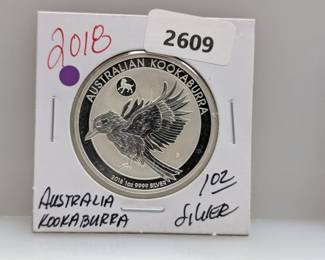 2018
2609
AUSTRALIAN KOOKABURRA
2018 1oz 9999 SILVER
AUSTRALIA
KOOKABURRA
1oz
SILVER